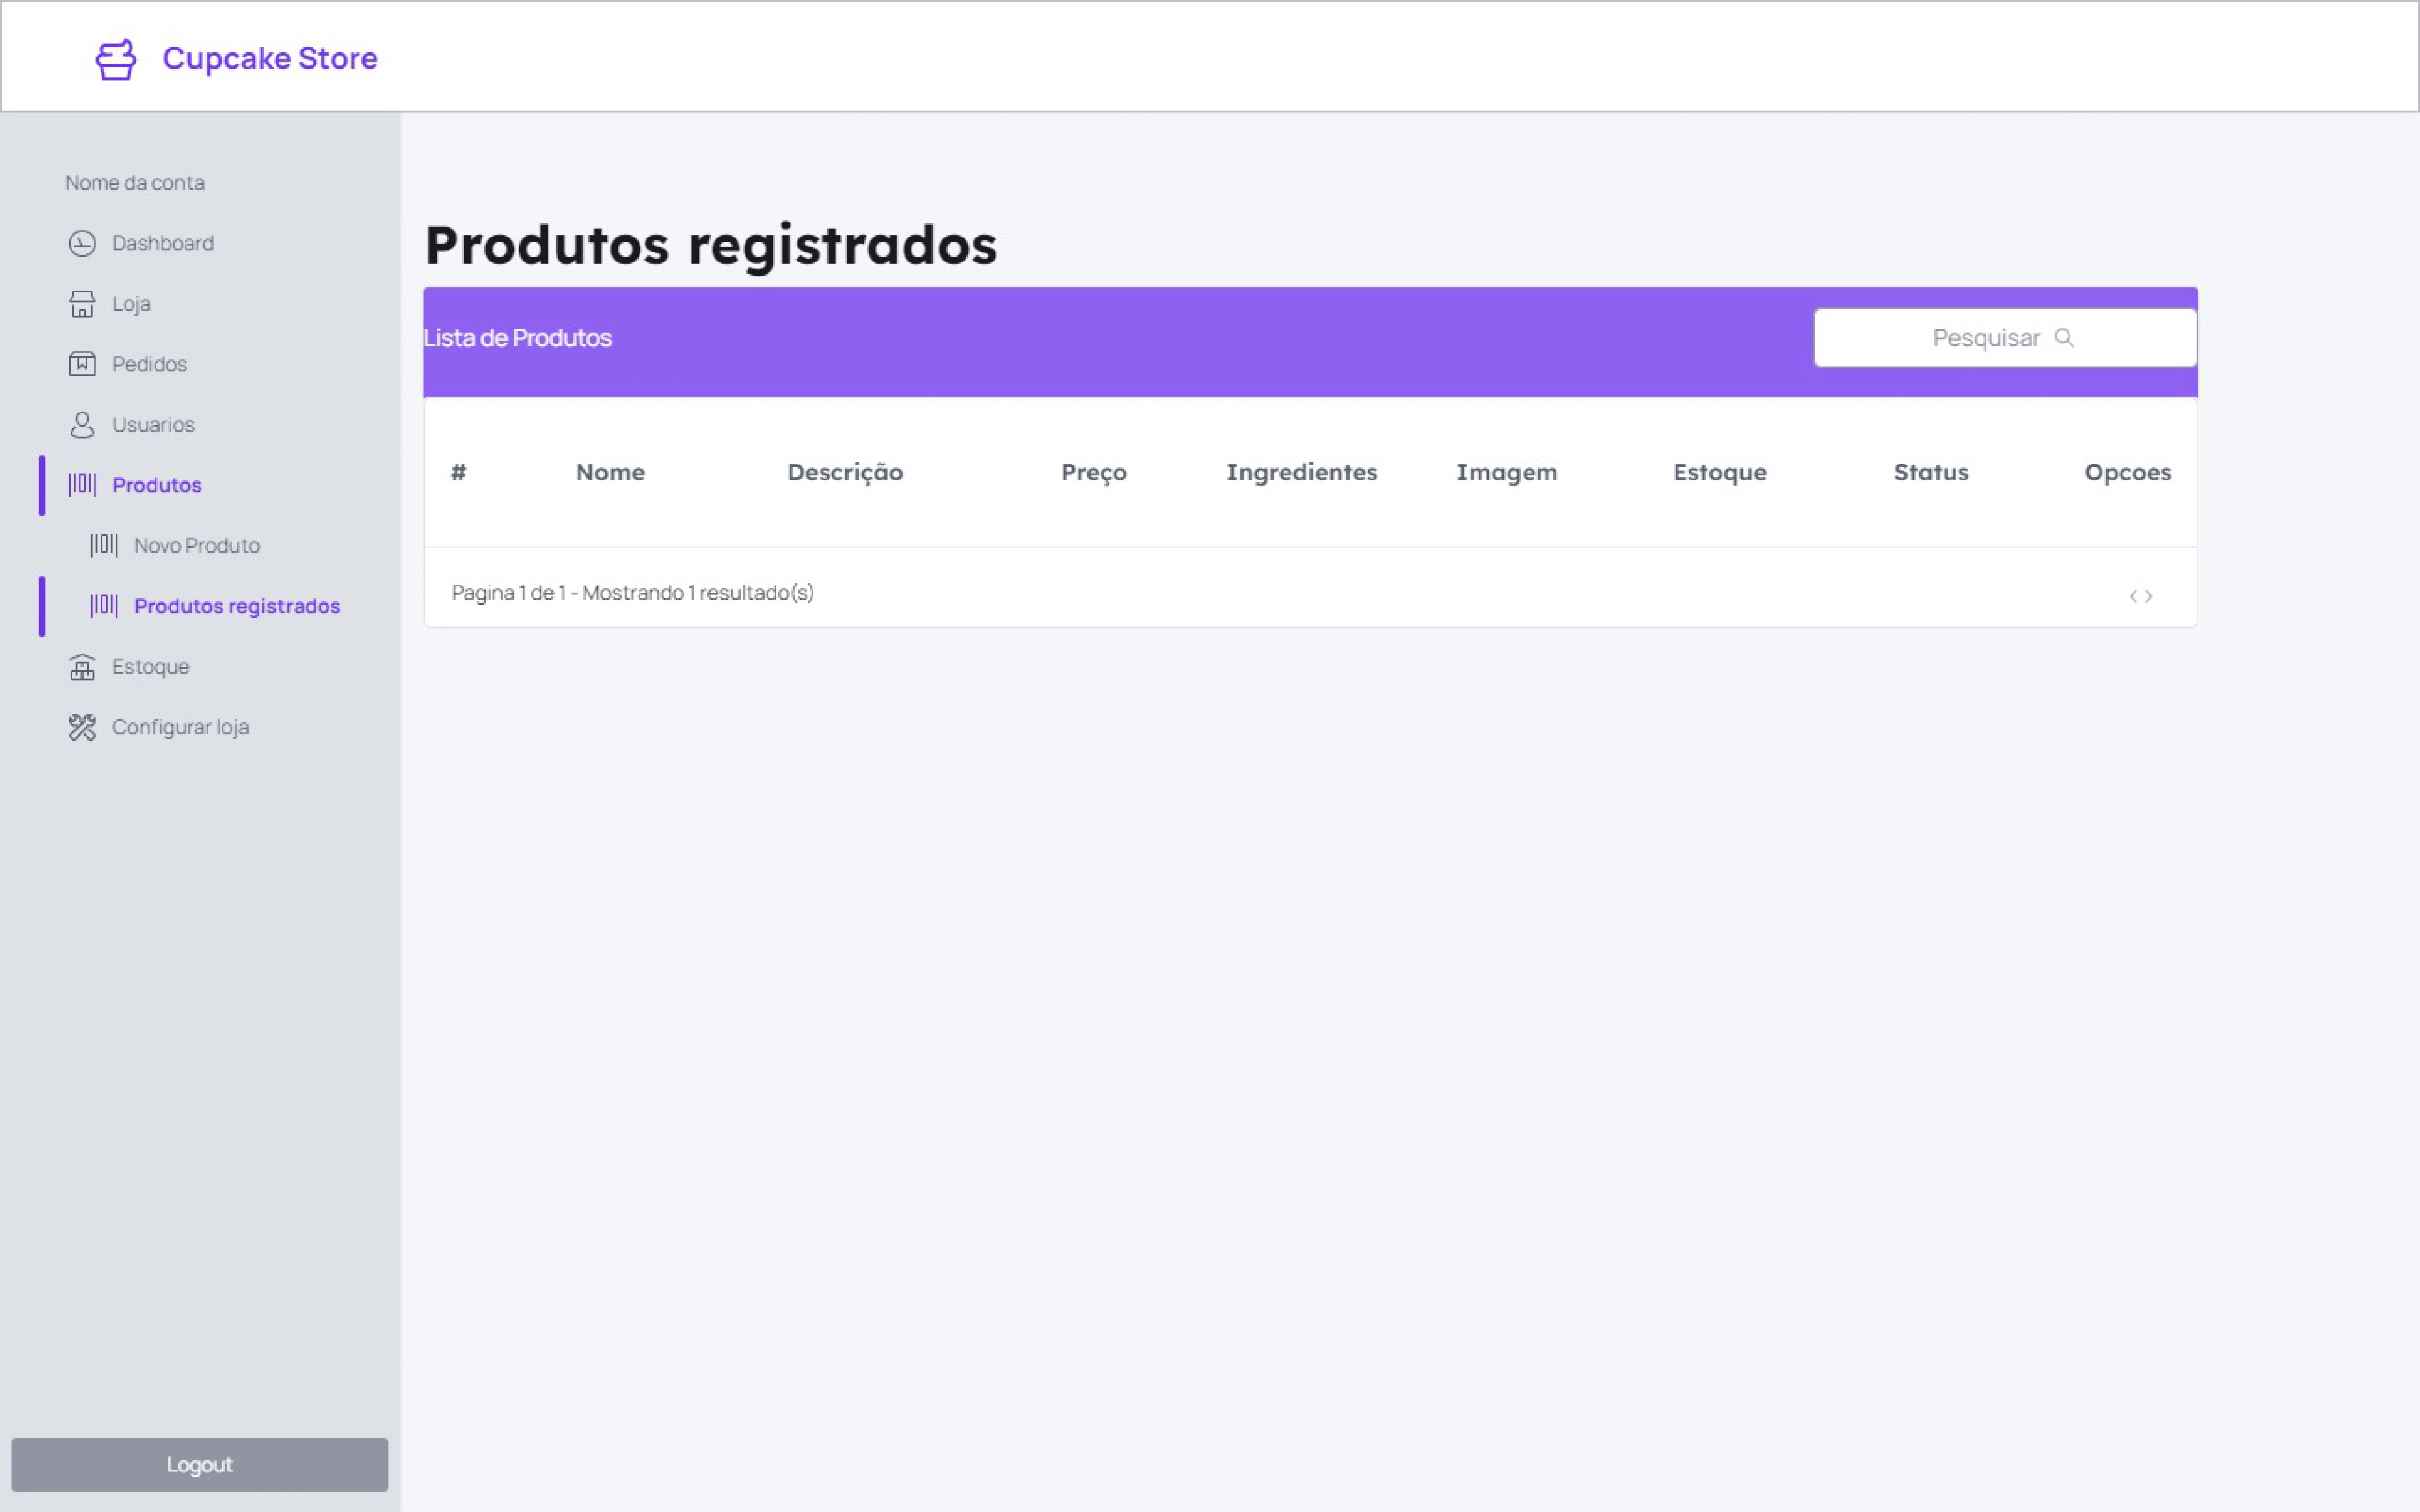 Cupcake Store
Nome da conta
Dashboard
Loja
Pedidos
Usuarios
Produtos
Novo Produto
Produtos registrados
Estoque
Configurar loja
Logout
Produtos registrados
Lista de Produtos
Pesquisar
# Nome Descrição Preço Ingredientes Imagem Estoque Status Opcoes
Pagina 1 de 1 - Mostrando 1 resultado(s)